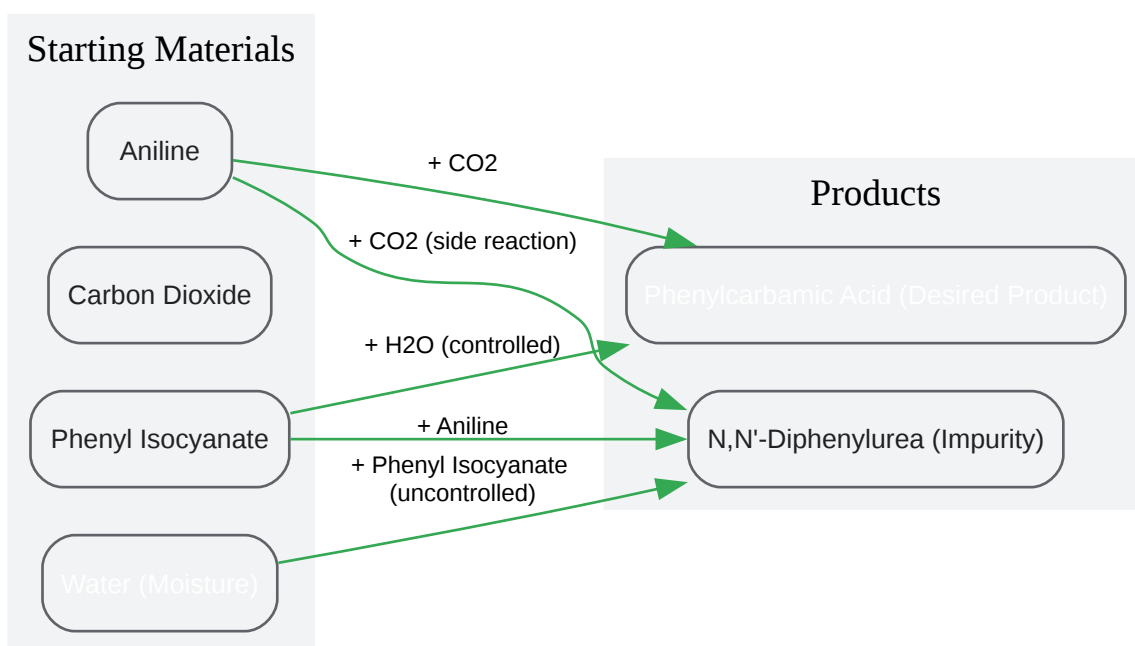 Starting Materials
Aniline
+ CO2
Products
+ CO2 (side reaction)
Carbon Dioxide
Phenylcarbamic Acid (Desired Product)
+ H2O (controlled)
Phenyl Isocyanate
+ Aniline
N,N'-Diphenylurea (Impurity)
+ Phenyl Isocyanate
(uncontrolled)
Water (Moisture)